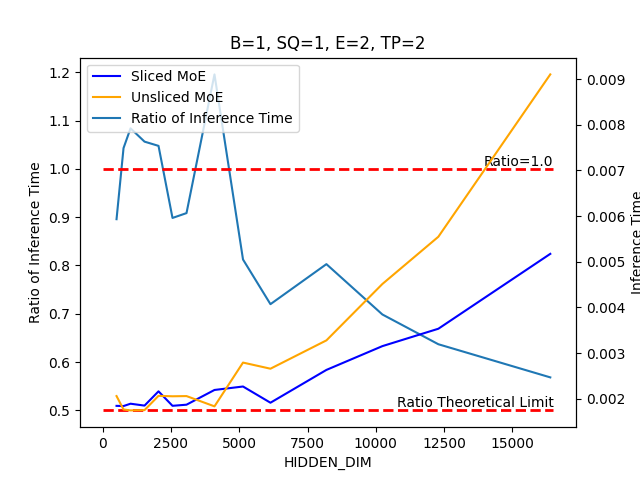 B=1, SQ=1, E=2, TP=2
Sliced MoE
Unsliced MoE
Ratio of Inference Time
Ratio=1.0
Ratio Theoretical Limit
1.2
1.1
1.0
0.9
0.8
0.7
0.6
0.5
Ratio of Inference Time
0.009
0.008
0.007
0.006
0.005
0.004
0.003
0.002
Inference Time
0
2500
5000
7500
10000
12500
15000
HIDDEN_DIM